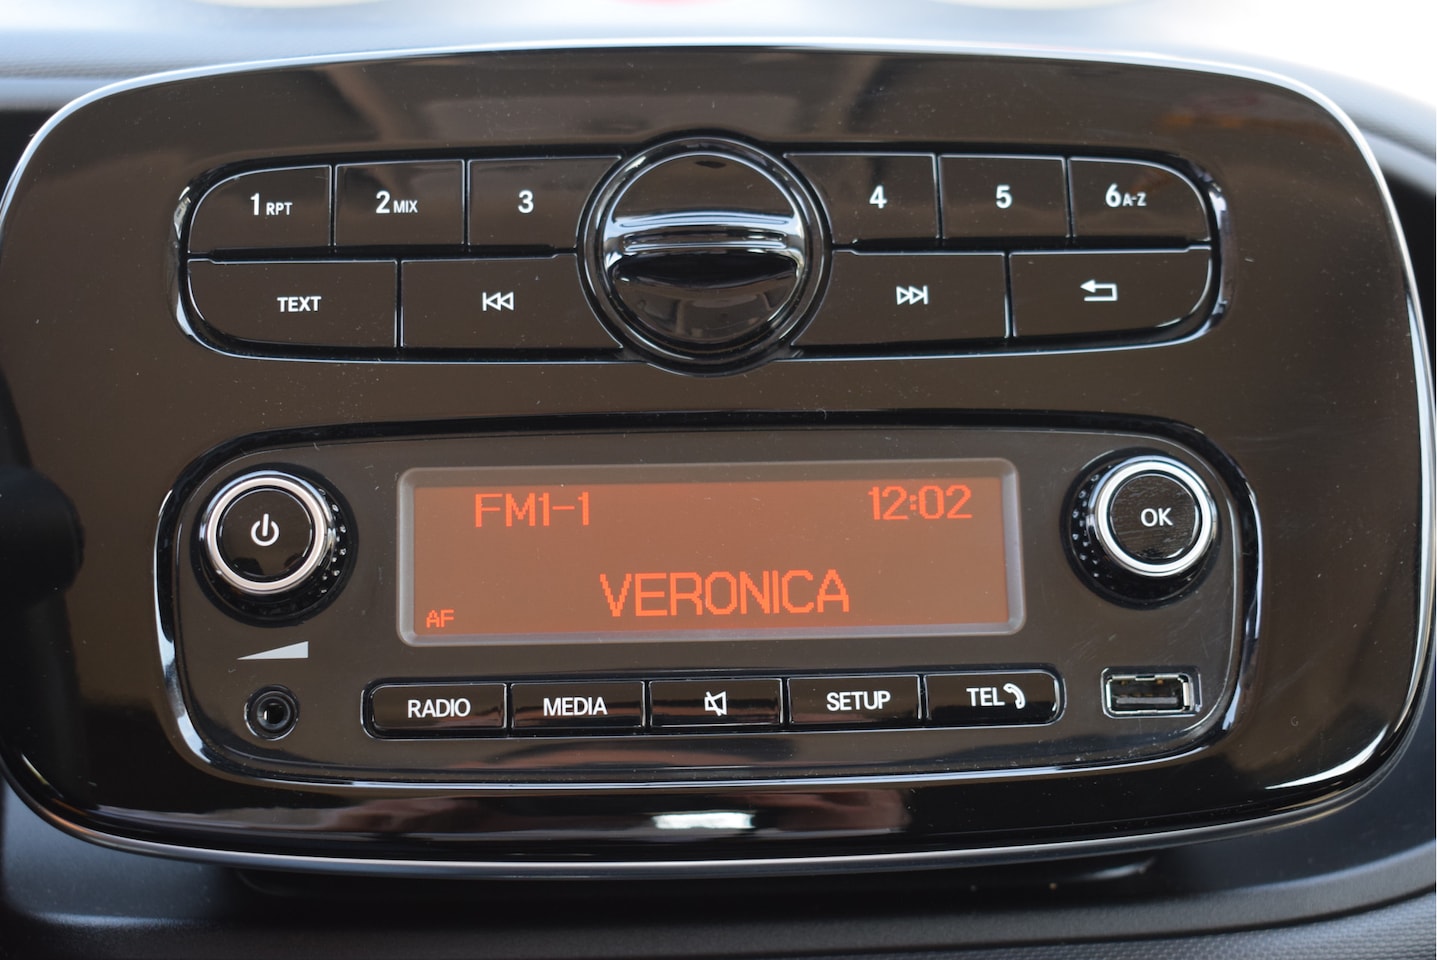 1 RPT 2 MIX 3 4 5 6 A-Z
TEXT
FM1-1 12:02
OK
VERONICA
AF
RADIO MEDIA SETUP TEL